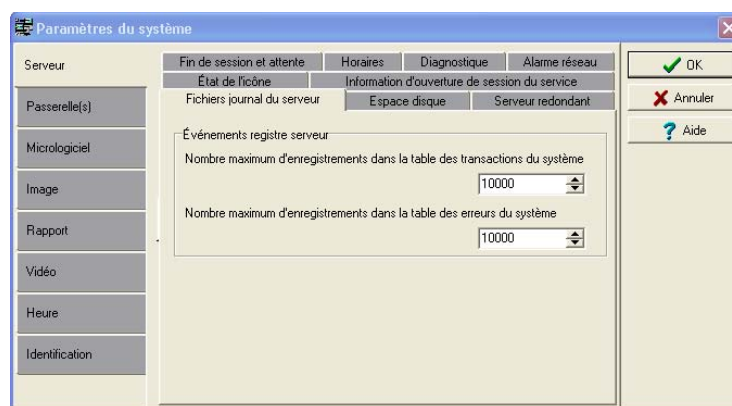 Paramètres du système
Serveur
Passerelle(s)
Micrologiciel
Image
Rapport
Vidéo
Heure
Identification
Fin de session et attente
Horaires
Diagnostique
Alarme réseau
État de l'icône
Information d'ouverture de session du service
Fichiers journal du serveur
Espace disque
Serveur redondant
Événements registre serveur
Nombre maximum d'enregistrements dans la table des transactions du système
10000
Nombre maximum d'enregistrements dans la table des erreurs du système
10000
OK
Annuler
? Aide